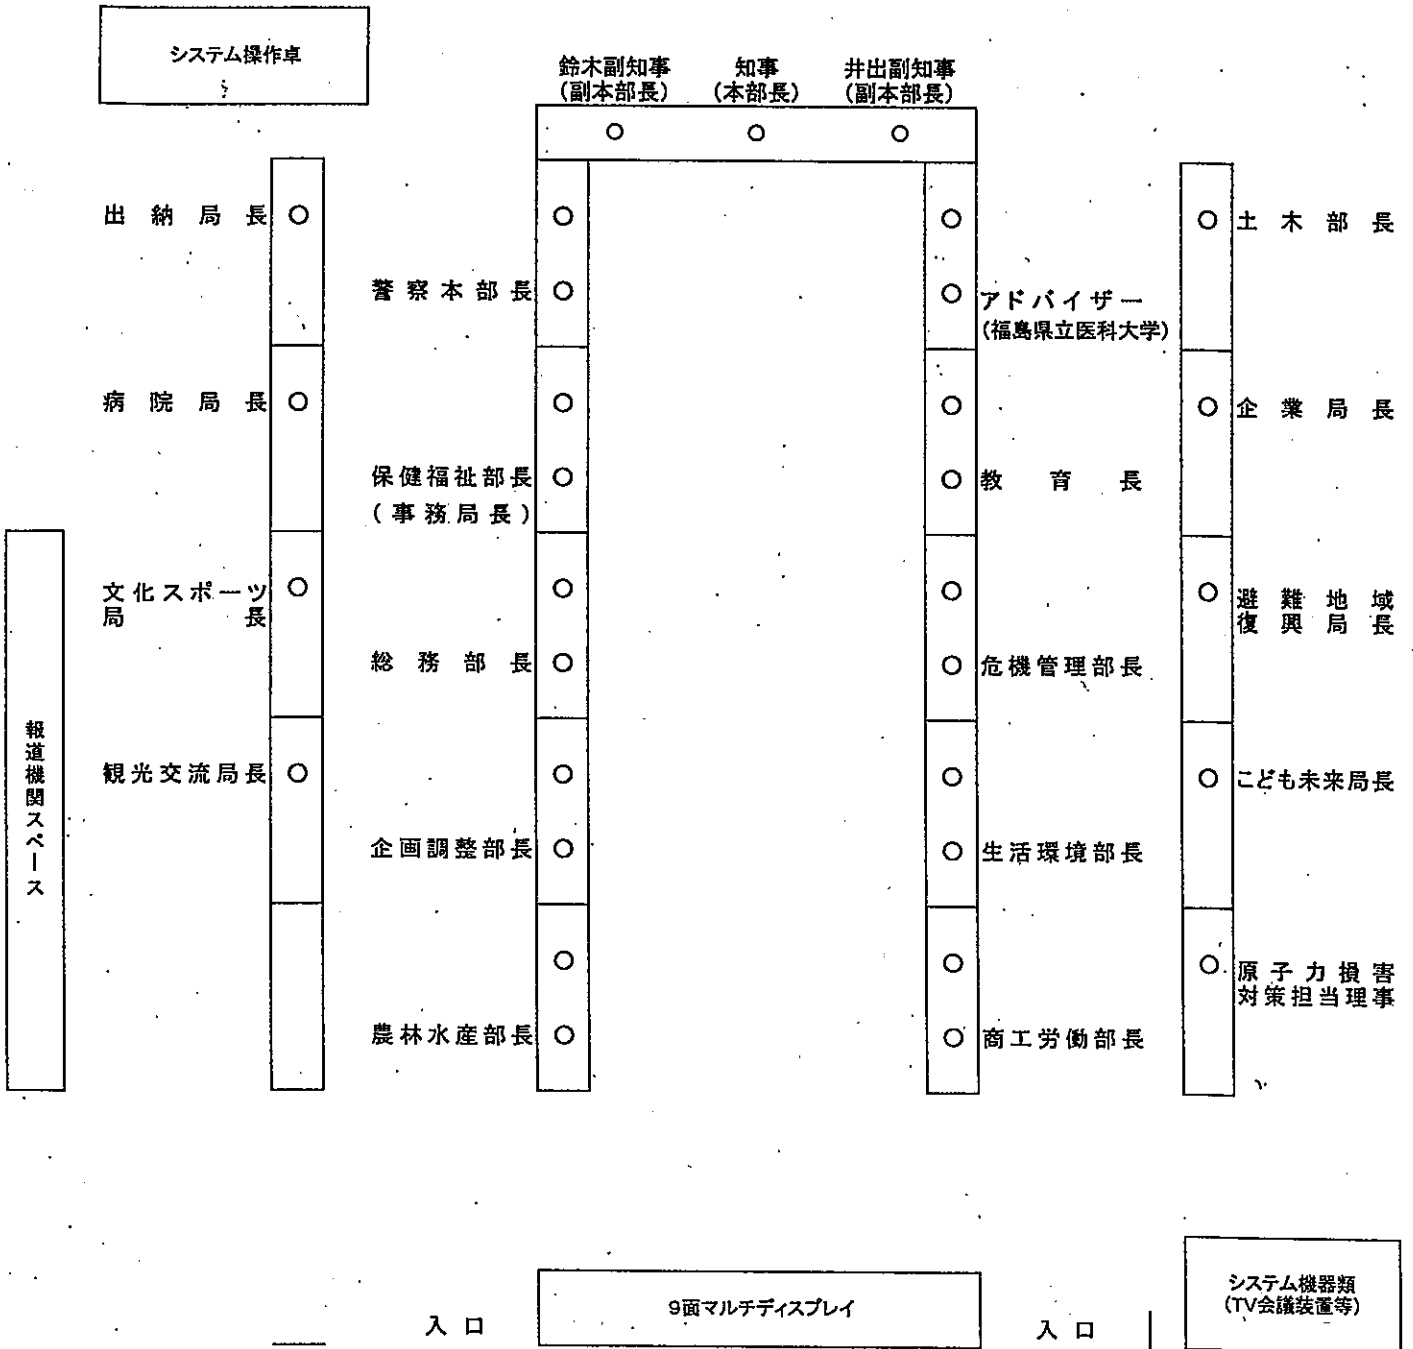 システム操作卓
鈴木副知事
(副本部長)
知事
(本部長)
井出副知事
(副本部長)
出納局長
病院局長
文化スポーツ
局長
観光交流局長
報道機関スペース
警察本部長
保健福祉部長
(事務局長)
総務部長
企画調整部長
農林水産部長
アドバイザー
(福島県立医科大学)
教育長
危機管理部長
生活環境部長
商工労働部長
土木部長
企業局長
避難地域
復興局長
こども未来局長
原子力損害
対策担当理事
入口
9面マルチディスプレイ
入口
システム機器類
(TV会議装置等)